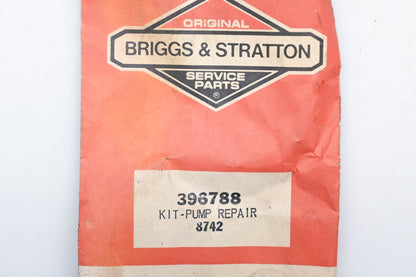 ORIGINAL
BRIGGS & STRATTON
SERVICE
PARTS
®
396788
KIT-PUMP REPAIR
8742